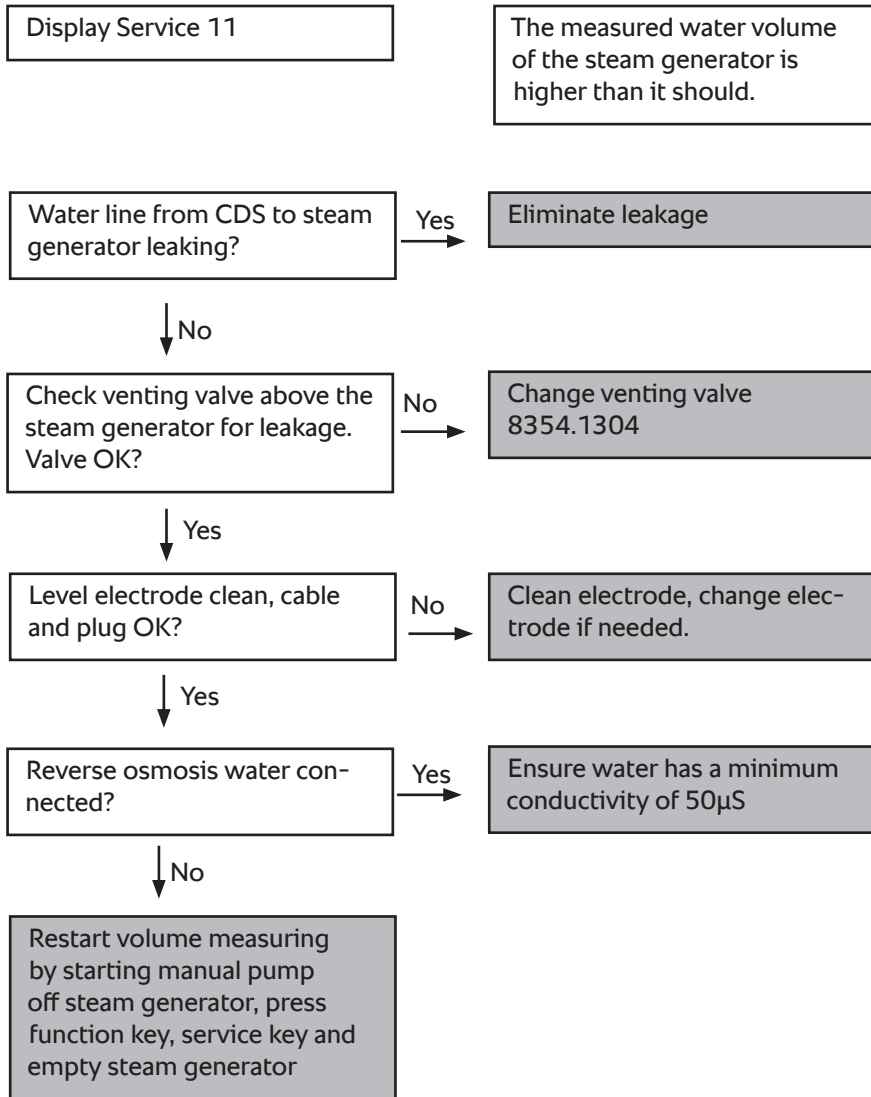 Display Service 11
The measured water volume
of the steam generator is
higher than it should.
Water line from CDS to steam
generator leaking?
Yes
Eliminate leakage
No
Check venting valve above the
steam generator for leakage.
Valve OK?
No
Change venting valve
8354.1304
Yes
Level electrode clean, cable
and plug OK?
No
Clean electrode, change elec-
trode if needed.
Yes
Reverse osmosis water con-
nected?
Yes
Ensure water has a minimum
conductivity of 50µS
No
Restart volume measuring
by starting manual pump
off steam generator, press
function key, service key and
empty steam generator